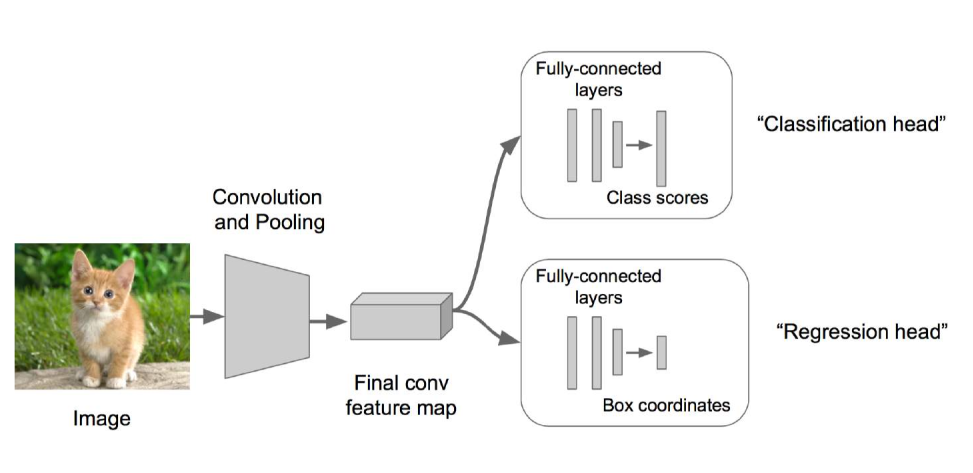 Fully-connected
layers
Class scores
“Classification head”
Convolution
and Pooling
Fully-connected
layers
Box coordinates
“Regression head”
Final conv
feature map
Image